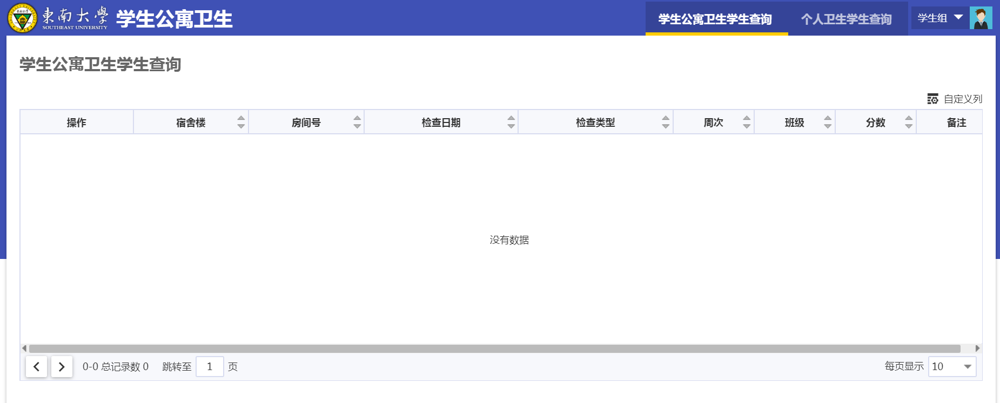 東南大學
SOUTHEAST UNIVERSITY
学生公寓卫生
学生公寓卫生学生查询
个人卫生学生查询
学生组
学生公寓卫生学生查询
自定义列
操作
宿舍楼
房间号
检查日期
检查类型
周次
班级
分数
备注
没有数据
0-0 总记录数 0
跳转至 1 页
每页显示 10